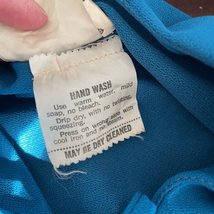 HAND WASH
Use warm water, mild
soap, no bleach.
Drip dry, with no twisting,
squeezing.
Press on wrong side with
cool iron and no press
MAY BE DRY CLEANED